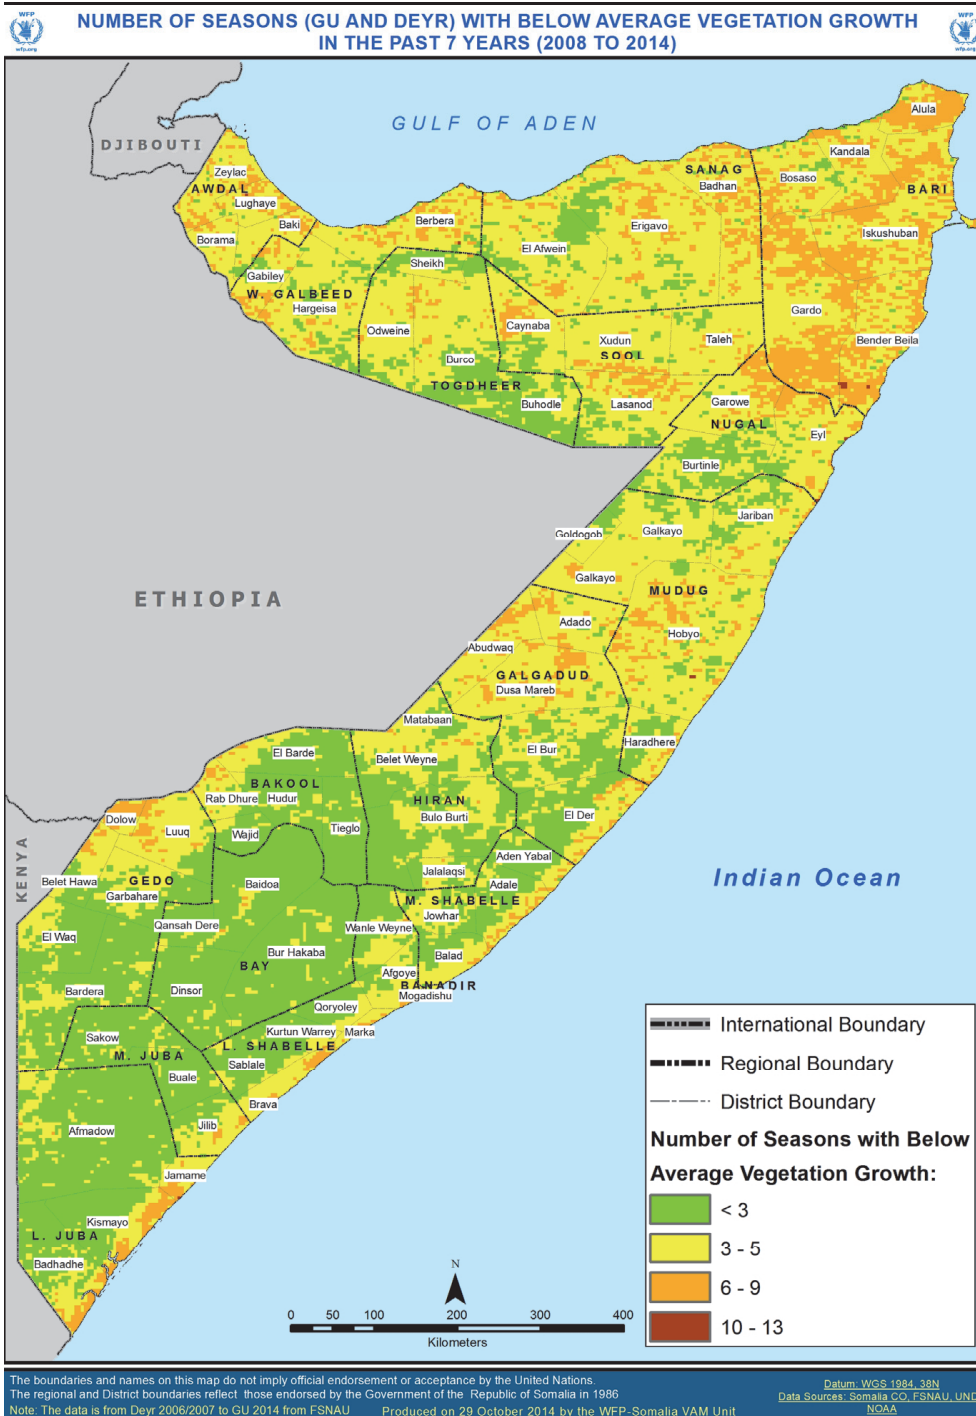 WFP
wfp.org
NUMBER OF SEASONS (GU AND DEYR) WITH BELOW AVERAGE VEGETATION GROWTH
IN THE PAST 7 YEARS (2008 TO 2014)
WFP
wfp.org
GULF OF ADEN
DJIBOUTI
Alula
Kandala
Bosaso
SANAG
Badhan
BARI
Zeylac
AWDAL
Lughaye
Baki
Borama
Berbera
Erigavo
Iskushuban
El Afwein
Sheikh
Gabiley
W. GALBEED
Hargeisa
Gardo
Odweine
Caynaba
Xudun
Taleh
Bender Beila
SOOL
Burco
TOGDHEER
Buhodle
Lasanod
Garowe
NUGAL
Eyl
Burtinle
Jariban
Goldogob
Galkayo
Galkayo
ETHIOPIA
MUDUG
Adado
Hobyo
Abudwaq
GALGADUD
Dusa Mareb
Matabaan
El Barde
Belet Weyne
El Bur
Haradhere
BAKOOL
Rab Dhure
Hudur
HIRAN
Bulo Burti
El Der
Dolow
Luuq
Wajid
Tieglo
KENYA
Aden Yabal
Jalalaqsi
Belet Hawa
GEDO
Garbahare
Baidoa
Adale
M. SHABELLE
Jowhar
Qansah Dere
Wanle Weyne
El Waq
Bur Hakaba
Balad
BAY
Afgoye
BANADIR
Mogadishu
Bardera
Dinsor
Qoryoley
Indian Ocean
Sakow
M. JUBA
Kurtun Warrey
Marka
L. SHABELLE
Buale
Sablale
Brava
Afmadow
Jilib
Jamame
Kismayo
L. JUBA
Badhadhe
N
0 50 100 200 300 400
Kilometers
International Boundary
Regional Boundary
District Boundary
Number of Seasons with Below
Average Vegetation Growth:
< 3
3 - 5
6 - 9
10 - 13
The boundaries and names on this map do not imply official endorsement or acceptance by the United Nations.
The regional and District boundaries reflect those endorsed by the Government of the Republic of Somalia in 1986
Note: The data is from Deyr 2006/2007 to GU 2014 from FSNAU
Produced on 29 October 2014 by the WFP-Somalia VAM Unit
Datum: WGS 1984, 38N
Data Sources: Somalia CO, FSNAU, UND
NOAA